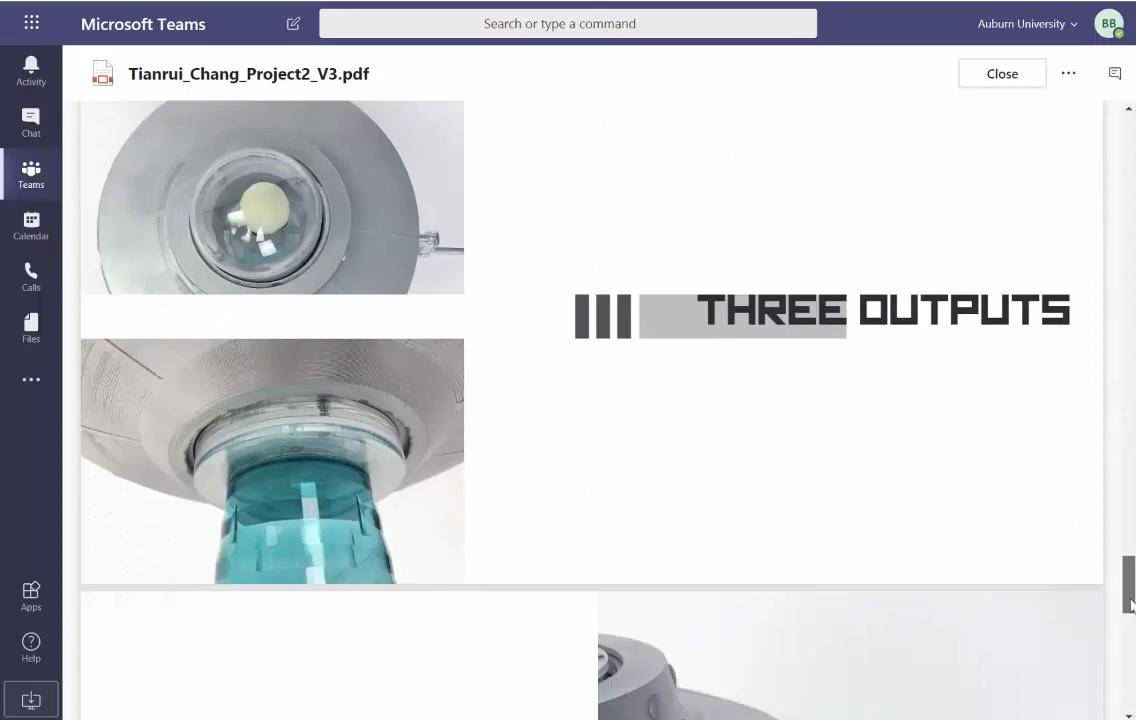 Microsoft Teams
Search or type a command
Auburn University
BB
Activity
Chat
Teams
Calendar
Calls
Files
Apps
Help
Tianrui_Chang_Project2_V3.pdf
Close
THREE OUTPUTS